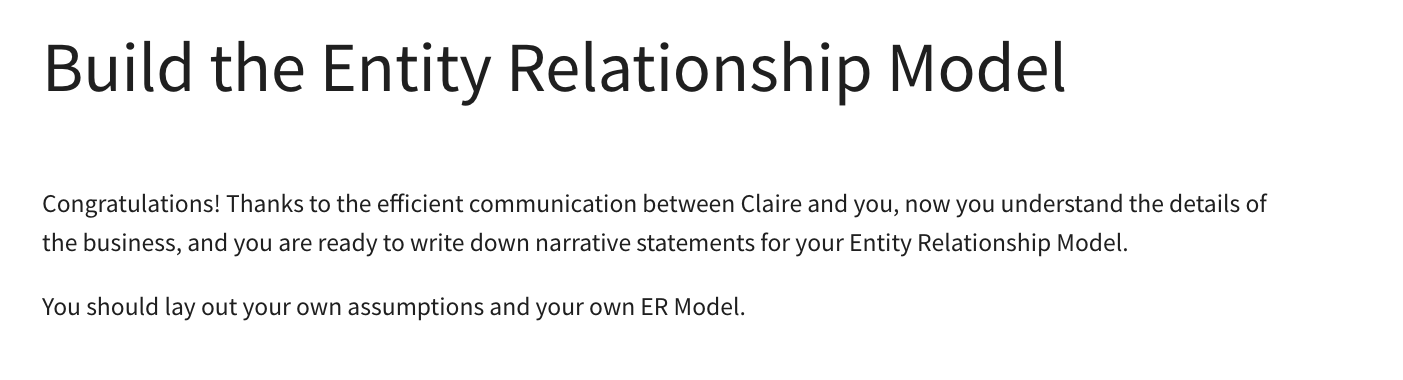 Build the Entity Relationship Model
Congratulations! Thanks to the efficient communication between Claire and you, now you understand the details of
the business, and you are ready to write down narrative statements for your Entity Relationship Model.
You should lay out your own assumptions and your own ER Model.